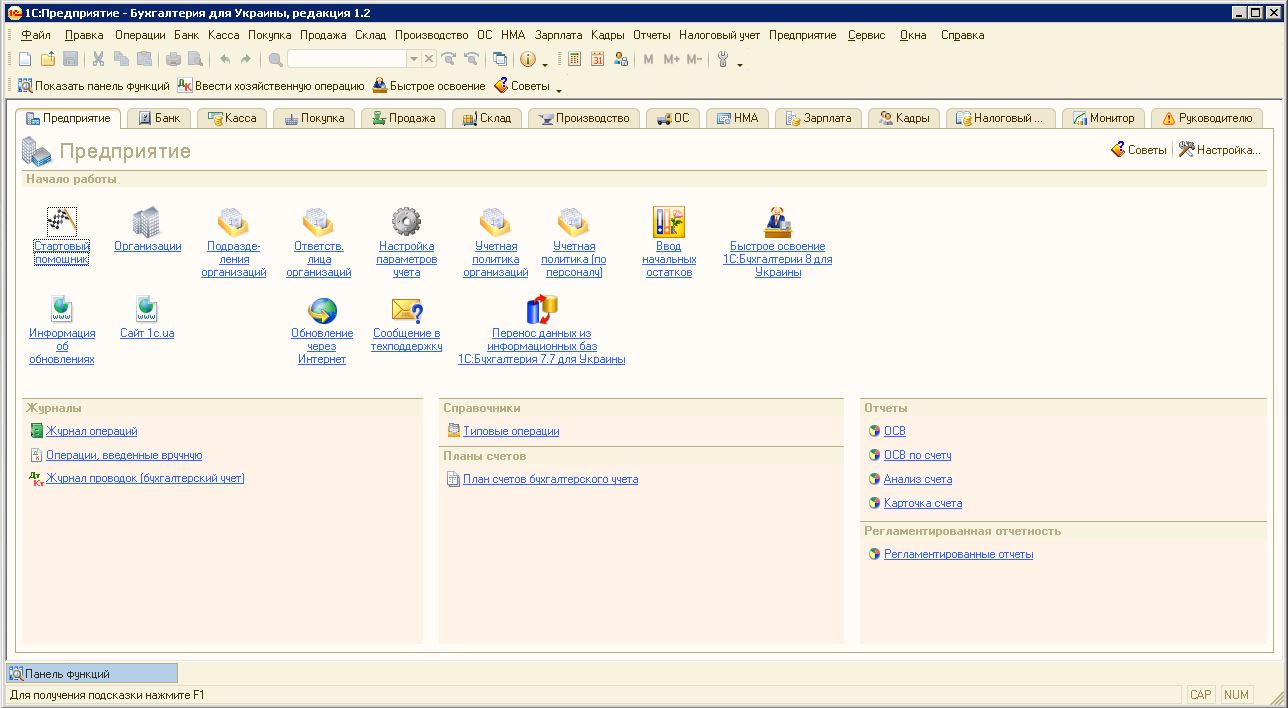 1С:Предприятие - Бухгалтерия для Украины, редакция 1.2
Файл Правка Операции Банк Касса Покупка Продажа Склад Производство ОС НМА Зарплата Кадры Отчеты Налоговый учет Предприятие Сервис Окна Справка
M M+ M-
Показать панель функций Ввести хозяйственную операцию Быстрое освоение Советы
Предприятие Банк Касса Покупка Продажа Склад Производство ОС НМА Зарплата Кадры Налоговый ... Монитор Руководителю
Предприятие
Советы Настройка...
Начало работы
Стартовый
помощник
Организации
Подразде-
ления
организаций
Ответств.
лица
организаций
Настройка
параметров
учета
Учетная
политика
организаций
Учетная
политика (по
персоналу)
Ввод
начальных
остатков
Быстрое освоение
1С:Бухгалтерии 8 для
Украины
Информация
об
обновлениях
Сайт 1c.ua
Обновление
через
Интернет
Сообщение в
техподдержку
Перенос данных из
информационных баз
1С:Бухгалтерия 7.7 для Украины
Журналы
Журнал операций
Операции, введенные вручную
Журнал проводок (бухгалтерский учет)
Справочники
Типовые операции
Планы счетов
План счетов бухгалтерского учета
Отчеты
ОСВ
ОСВ по счету
Анализ счета
Карточка счета
Регламентированная отчетность
Регламентированные отчеты
Панель функций
Для получения подсказки нажмите F1
CAP NUM